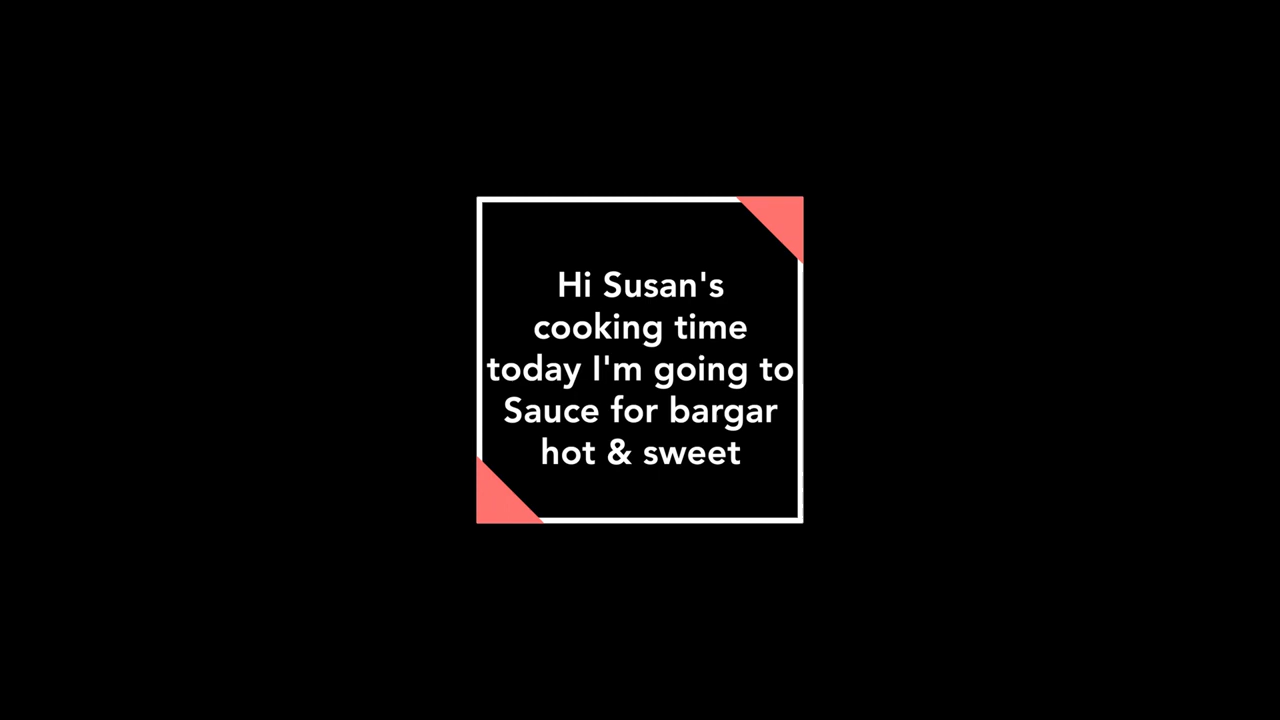 Hi Susan's
cooking time
today I'm going to
Sauce for bargar
hot & sweet